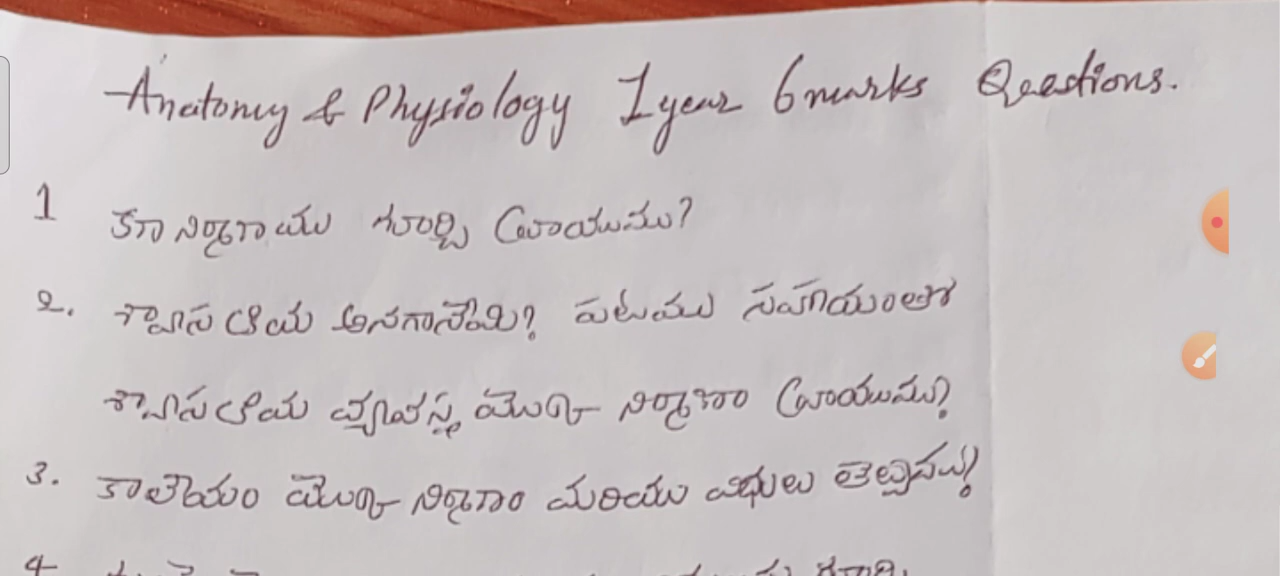 Anatomy & Physiology I year 6 marks Questions.
1 కణ నిర్మాణము గూర్చి వ్రాయుము?
2. శ్వాసక్రియ అనగానేమి? పటము సహాయంతో
శ్వాసక్రియ వ్యవస్థ యొక్క నిర్మాణం వ్రాయుము?
3. కాలేయం యొక్క నిర్మాణం మరియు విధులు తెల్పుము?
4